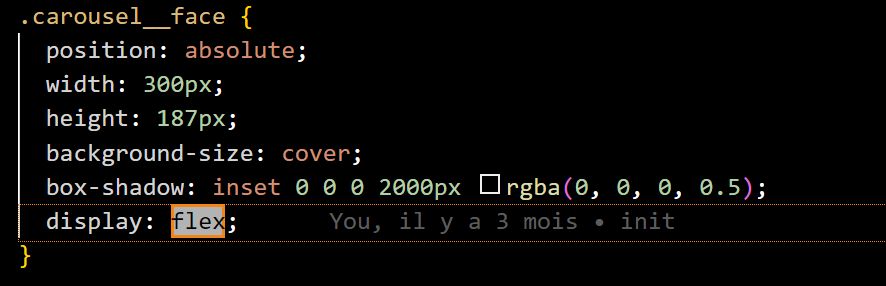 .carousel__face {
position: absolute;
width: 300px;
height: 187px;
background-size: cover;
box-shadow: inset 0 0 0 2000px rgba(0, 0, 0, 0.5);
display: flex; You, il y a 3 mois • init
}